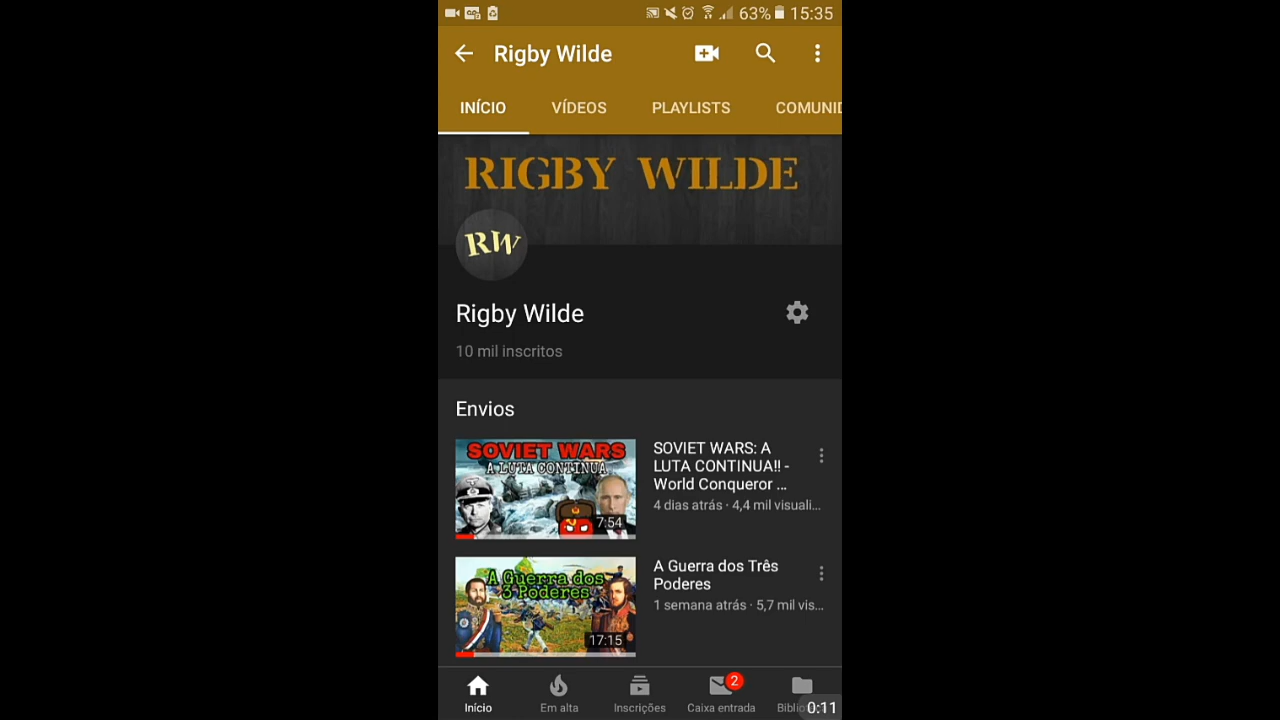 63% 15:35
Rigby Wilde
INÍCIO VÍDEOS PLAYLISTS COMUNID
RIGBY WILDE
RW
Rigby Wilde
10 mil inscritos
Envios
SOVIET WARS
A LUTA CONTINUA
7:54
SOVIET WARS: A
LUTA CONTINUA!! -
World Conqueror ...
4 dias atrás · 4,4 mil visuali...
A Guerra dos
3 Poderes
17:15
A Guerra dos Três
Poderes
1 semana atrás · 5,7 mil vis...
2
Início Em alta Inscrições Caixa entrada Biblio
0:11